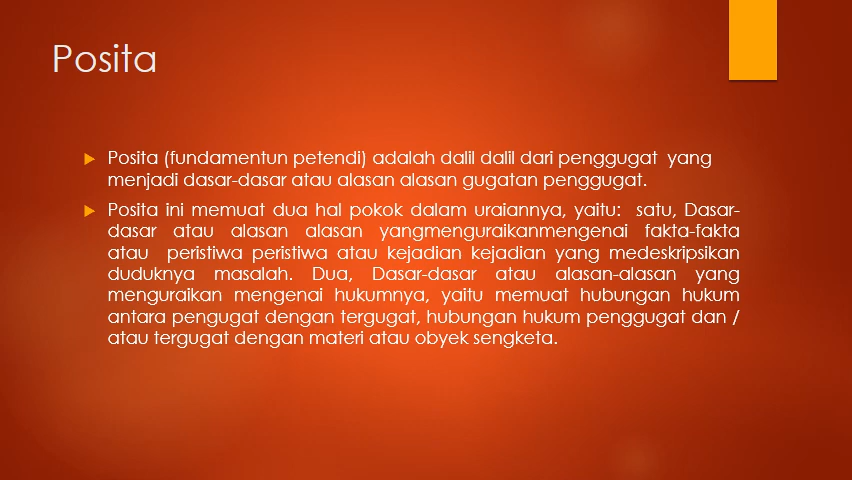 Posita
Posita (fundamentun petendi) adalah dalil dalil dari penggugat yang
menjadi dasar-dasar atau alasan alasan gugatan penggugat.
Posita ini memuat dua hal pokok dalam uraiannya, yaitu: satu, Dasar-
dasar atau alasan alasan yangmenguraikanmengenai fakta-fakta
atau peristiwa peristiwa atau kejadian kejadian yang medeskripsikan
duduknya masalah. Dua, Dasar-dasar atau alasan-alasan yang
menguraikan mengenai hukumnya, yaitu memuat hubungan hukum
antara pengugat dengan tergugat, hubungan hukum penggugat dan /
atau tergugat dengan materi atau obyek sengketa.